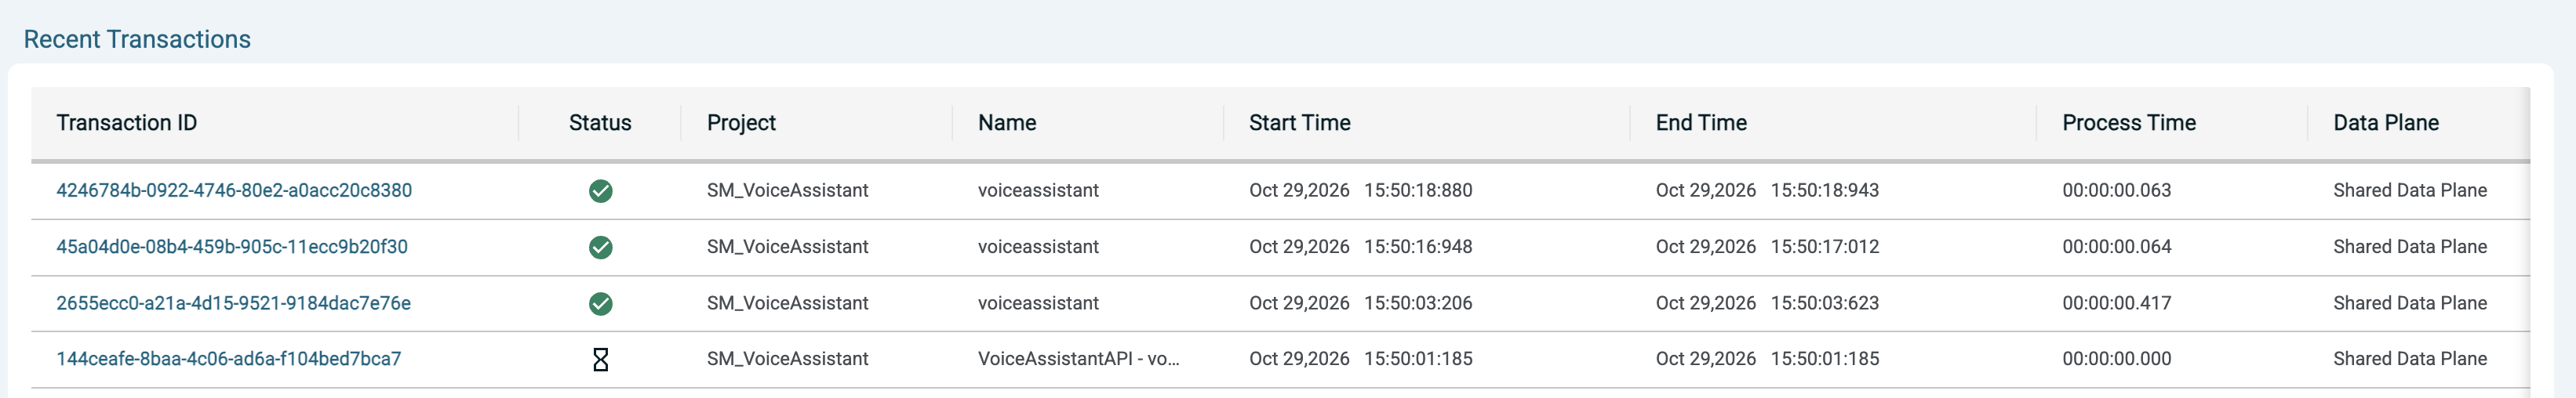 Recent Transactions
Transaction ID Status Project Name Start Time End Time Process Time Data Plane
4246784b-0922-4746-80e2-a0acc20c8380 SM_VoiceAssistant voiceassistant Oct 29,2026 15:50:18:880 Oct 29,2026 15:50:18:943 00:00:00.063 Shared Data Plane
45a04d0e-08b4-459b-905c-11ecc9b20f30 SM_VoiceAssistant voiceassistant Oct 29,2026 15:50:16:948 Oct 29,2026 15:50:17:012 00:00:00.064 Shared Data Plane
2655ecc0-a21a-4d15-9521-9184dac7e76e SM_VoiceAssistant voiceassistant Oct 29,2026 15:50:03:206 Oct 29,2026 15:50:03:623 00:00:00.417 Shared Data Plane
144ceafe-8baa-4c06-ad6a-f104bed7bca7 SM_VoiceAssistant VoiceAssistantAPI - vo... Oct 29,2026 15:50:01:185 Oct 29,2026 15:50:01:185 00:00:00.000 Shared Data Plane